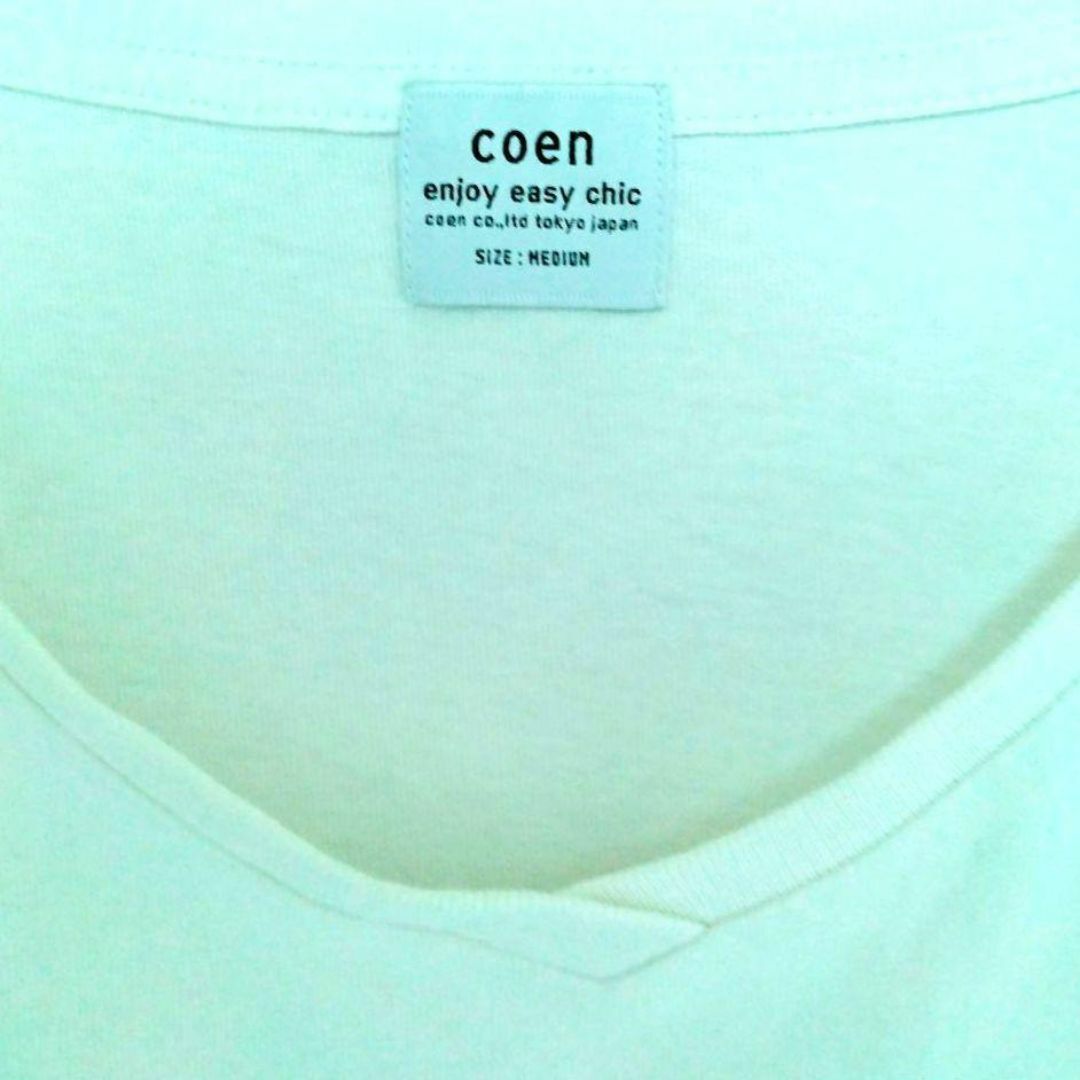 coen
enjoy easy chic
coen co.,ltd tokyo japan
SIZE : MEDIUM